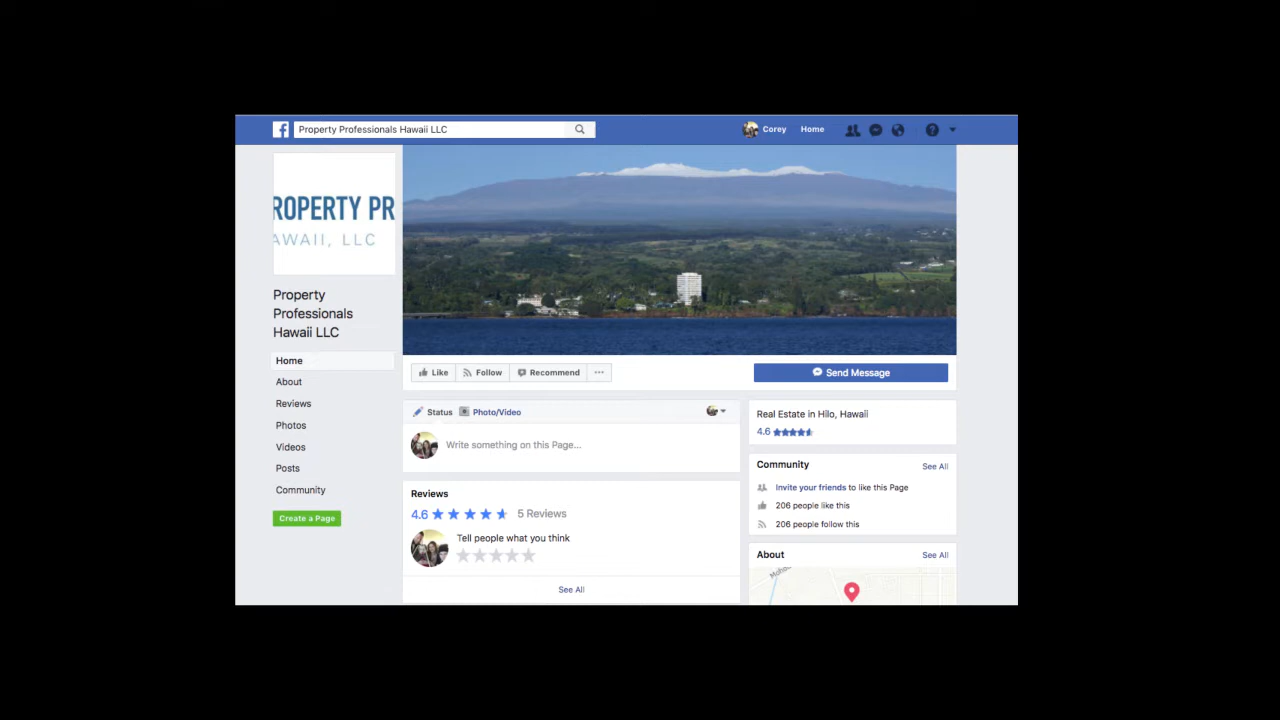 Property Professionals Hawaii LLC
Corey
Home
ROPERTY PR
AWAII, LLC
Property
Professionals
Hawaii LLC
Home
About
Reviews
Photos
Videos
Posts
Community
Create a Page
Like
Follow
Recommend
Send Message
Status
Photo/Video
Write something on this Page...
Reviews
4.6
5 Reviews
Tell people what you think
See All
Real Estate in Hilo, Hawaii
4.6
Community
See All
Invite your friends to like this Page
206 people like this
206 people follow this
About
See All